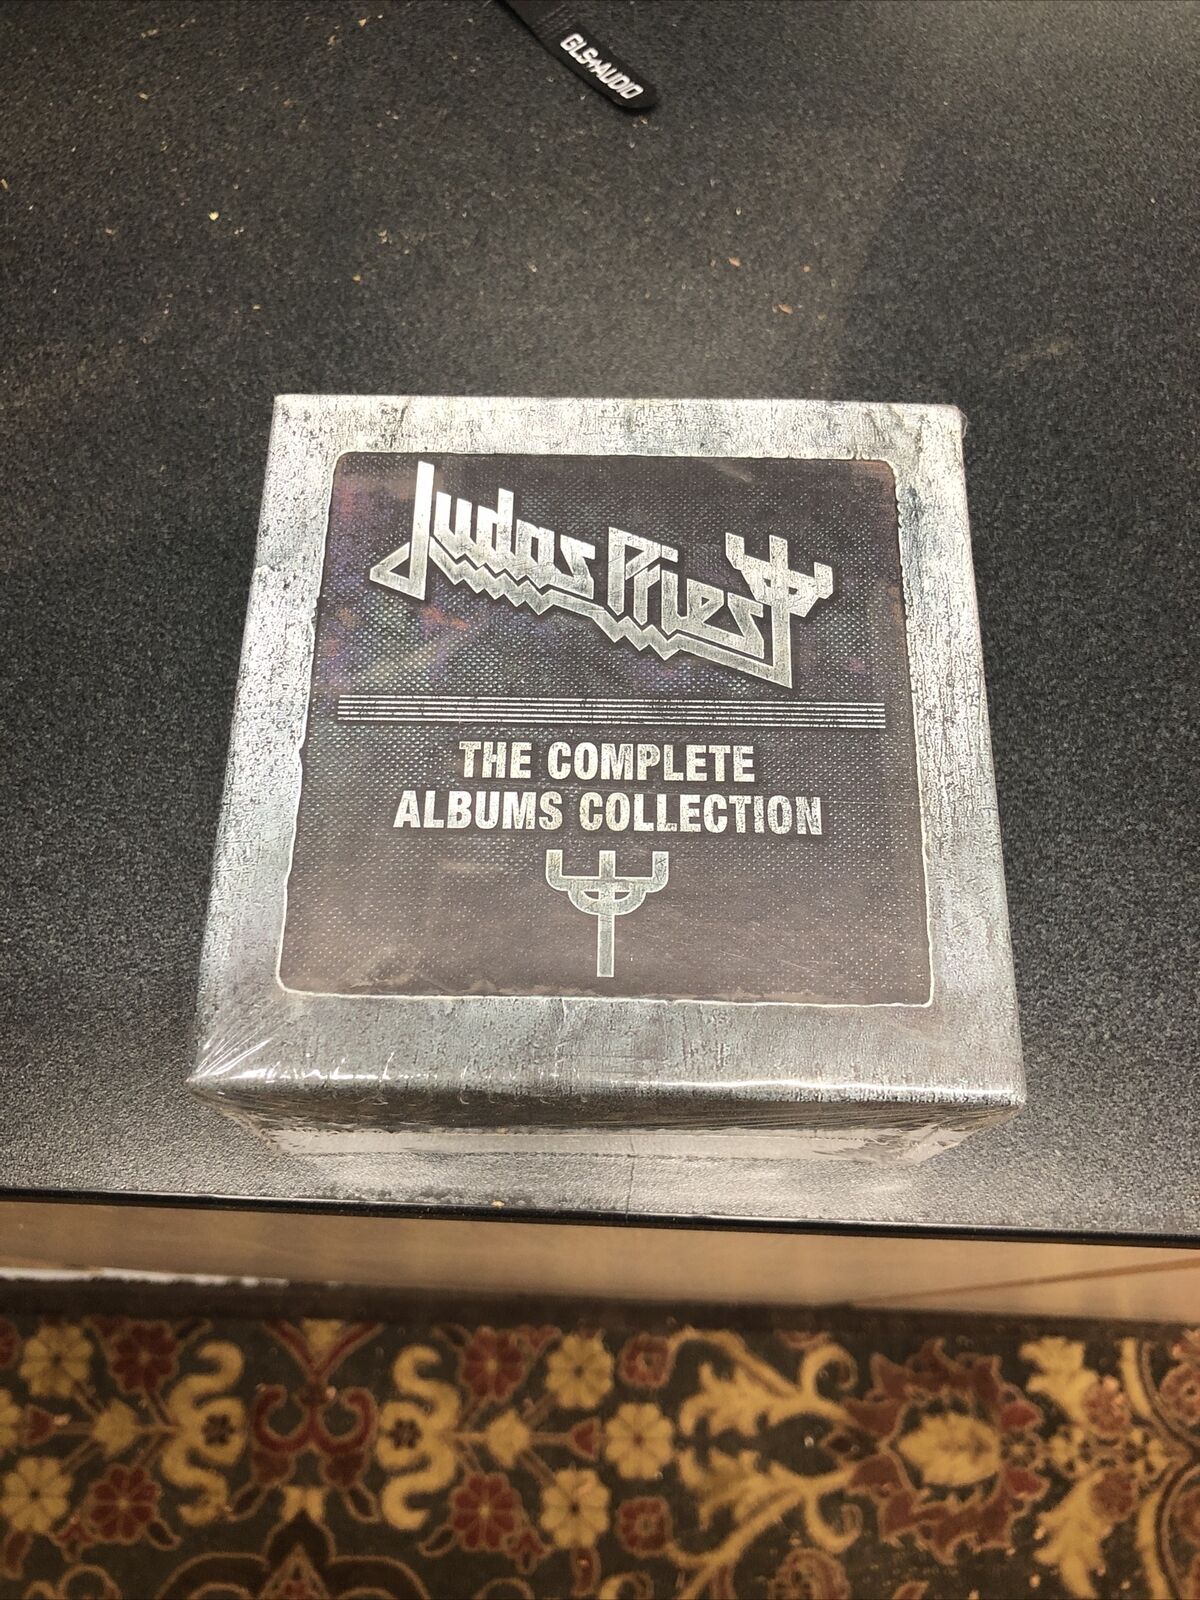 GLS AUDIO
Judas Priest
THE COMPLETE
ALBUMS COLLECTION